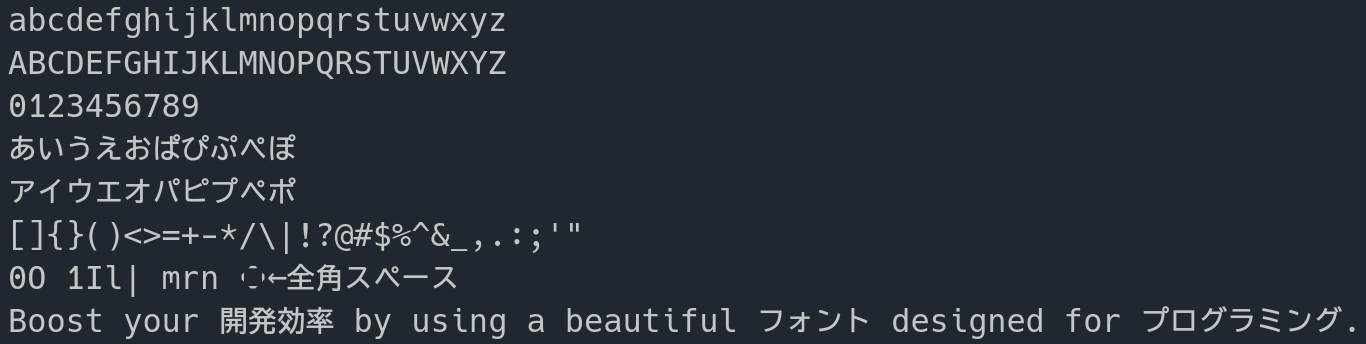 abcdefghijklmnopqrstuvwxyz
ABCDEFGHIJKLMNOPQRSTUVWXYZ
0123456789
あいうえおぱぴぷぺぽ
アイウエオパピプペポ
[]{}()<>=+-*/\|!?@#$%^&_,.:;'"
0O 1Il| mrn 　←全角スペース
Boost your 開発効率 by using a beautiful フォント designed for プログラミング.